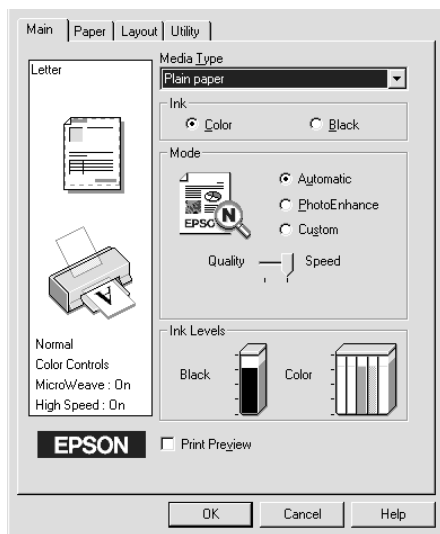 Main Paper Layout Utility
Letter
Media Type
Plain paper
Ink
Color Black
Mode
EPSO N
Automatic
PhotoEnhance
Custom
Quality Speed
A
Normal
Color Controls
MicroWeave : On
High Speed : On
Ink Levels
Black Color
EPSON
Print Preview
OK Cancel Help